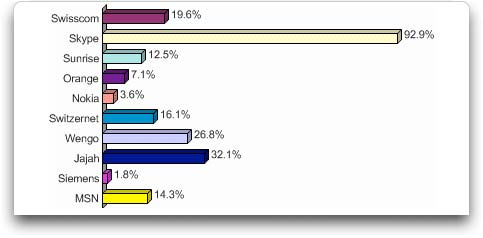 Swisscom 19.6%
Skype 92.9%
Sunrise 12.5%
Orange 7.1%
Nokia 3.6%
Switzernet 16.1%
Wengo 26.8%
Jajah 32.1%
Siemens 1.8%
MSN 14.3%